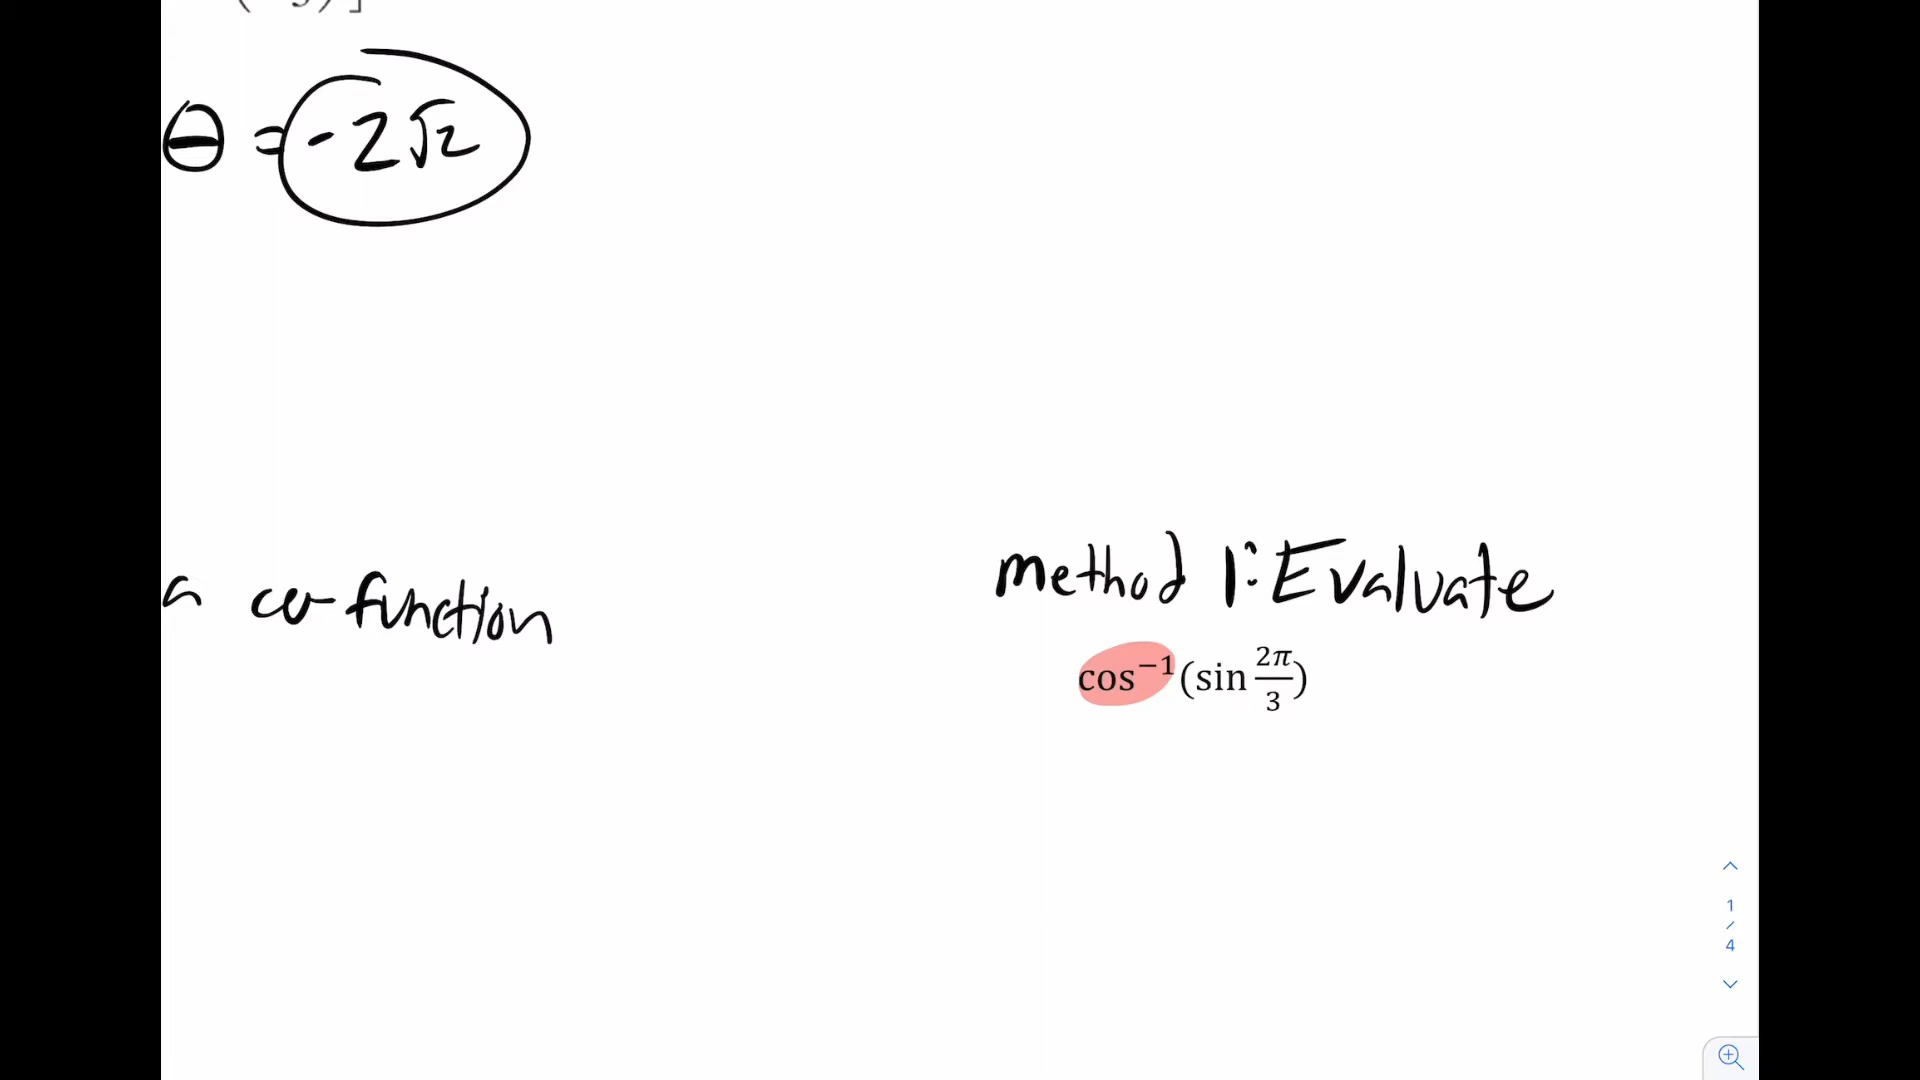 θ = -2√2
a co-function
method 1: Evaluate
cos⁻¹(sin 2π/3)
1
/
4